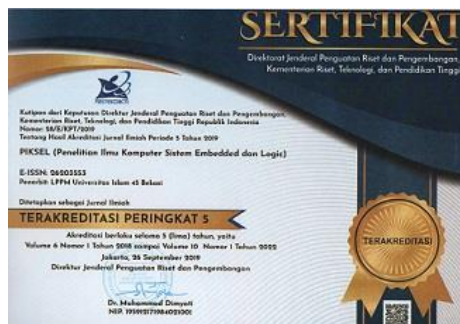 SERTIFIKAT
Direktorat Jenderal Penguatan Riset dan Pengembangan,
Kementerian Riset, Teknologi, dan Pendidikan Tinggi
Kutipan dari Keputusan Direktur Jenderal Penguatan Riset dan Pengembangan,
Kementerian Riset, Teknologi, dan Pendidikan Tinggi Republik Indonesia
Nomor: 28/E/KPT/2019
Tentang Hasil Akreditasi Jurnal Ilmiah Periode 5 Tahun 2019
PIKSEL (Penelitian Ilmu Komputer Sistem Embedded dan Logic)
E-ISSN: 26203553
Penerbit: LPPM Universitas Islam 45 Bekasi
Ditetapkan sebagai Jurnal Ilmiah
TERAKREDITASI PERINGKAT 5
Akreditasi berlaku selama 5 (lima) tahun, yaitu
Volume 6 Nomor 1 Tahun 2018 sampai Volume 10 Nomor 1 Tahun 2022
Jakarta, 26 September 2019
Direktur Jenderal Penguatan Riset dan Pengembangan
Dr. Muhammad Dimyati
NIP. 195912171984021001
TERAKREDITASI